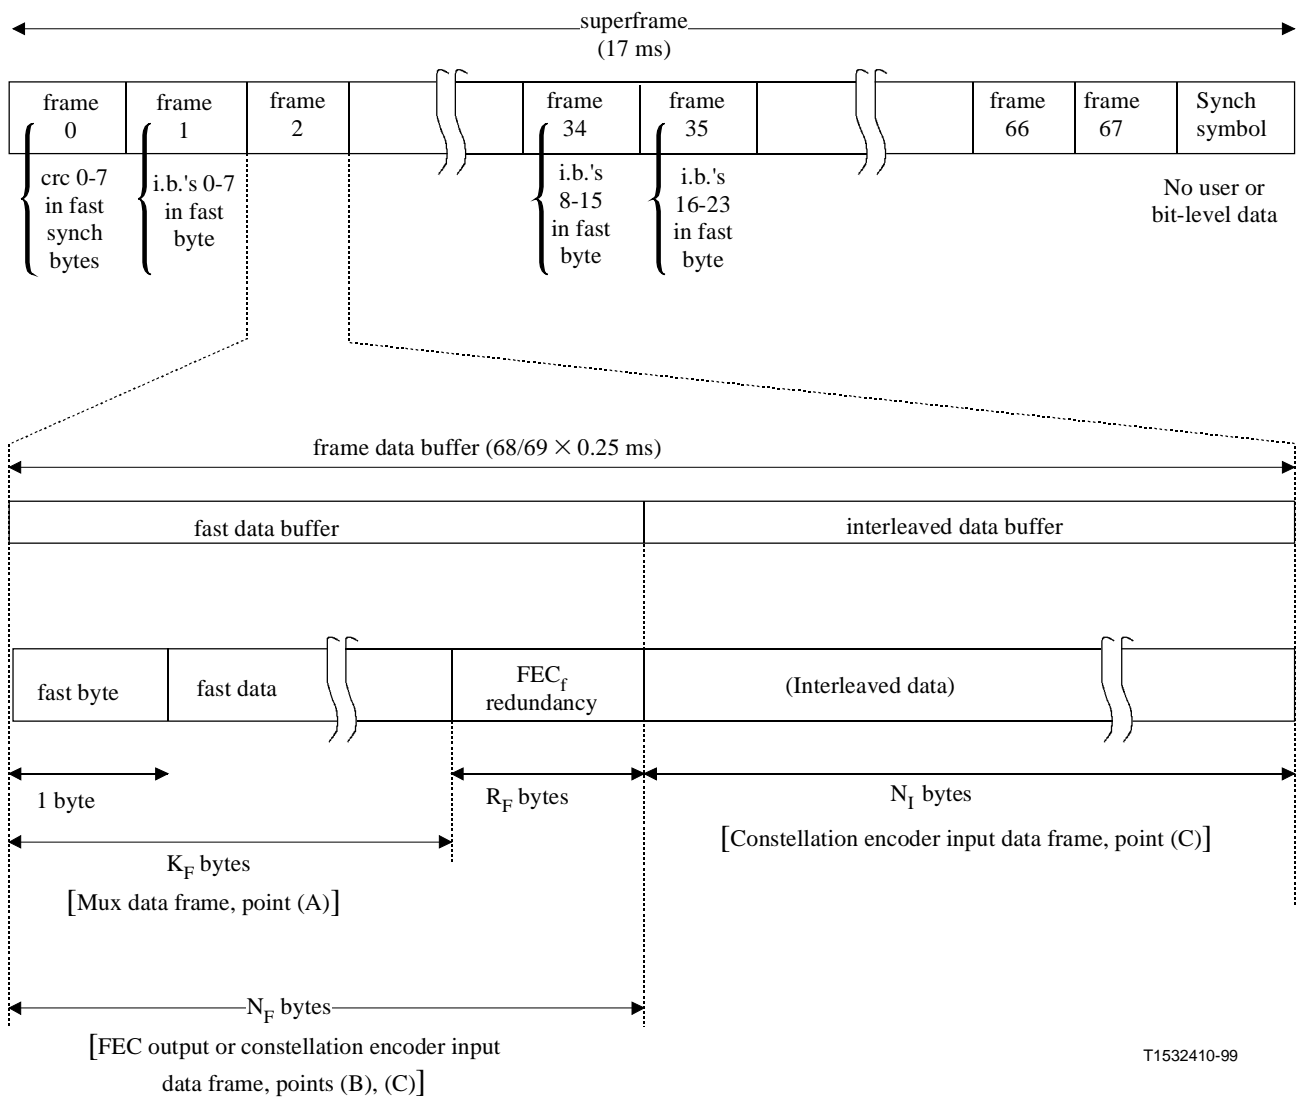 superframe
(17 ms)
frame 0
frame 1
frame 2
frame 34
frame 35
frame 66
frame 67
Synch symbol
crc 0-7
in fast
synch
bytes
i.b.'s 0-7
in fast
byte
i.b.'s
8-15
in fast
byte
i.b.'s
16-23
in fast
byte
No user or
bit-level data
frame data buffer (68/69 × 0.25 ms)
fast data buffer
interleaved data buffer
fast byte
fast data
FECf
redundancy
(Interleaved data)
1 byte
RF bytes
NI bytes
[Constellation encoder input data frame, point (C)]
KF bytes
[Mux data frame, point (A)]
NF bytes
[FEC output or constellation encoder input
data frame, points (B), (C)]
T1532410-99